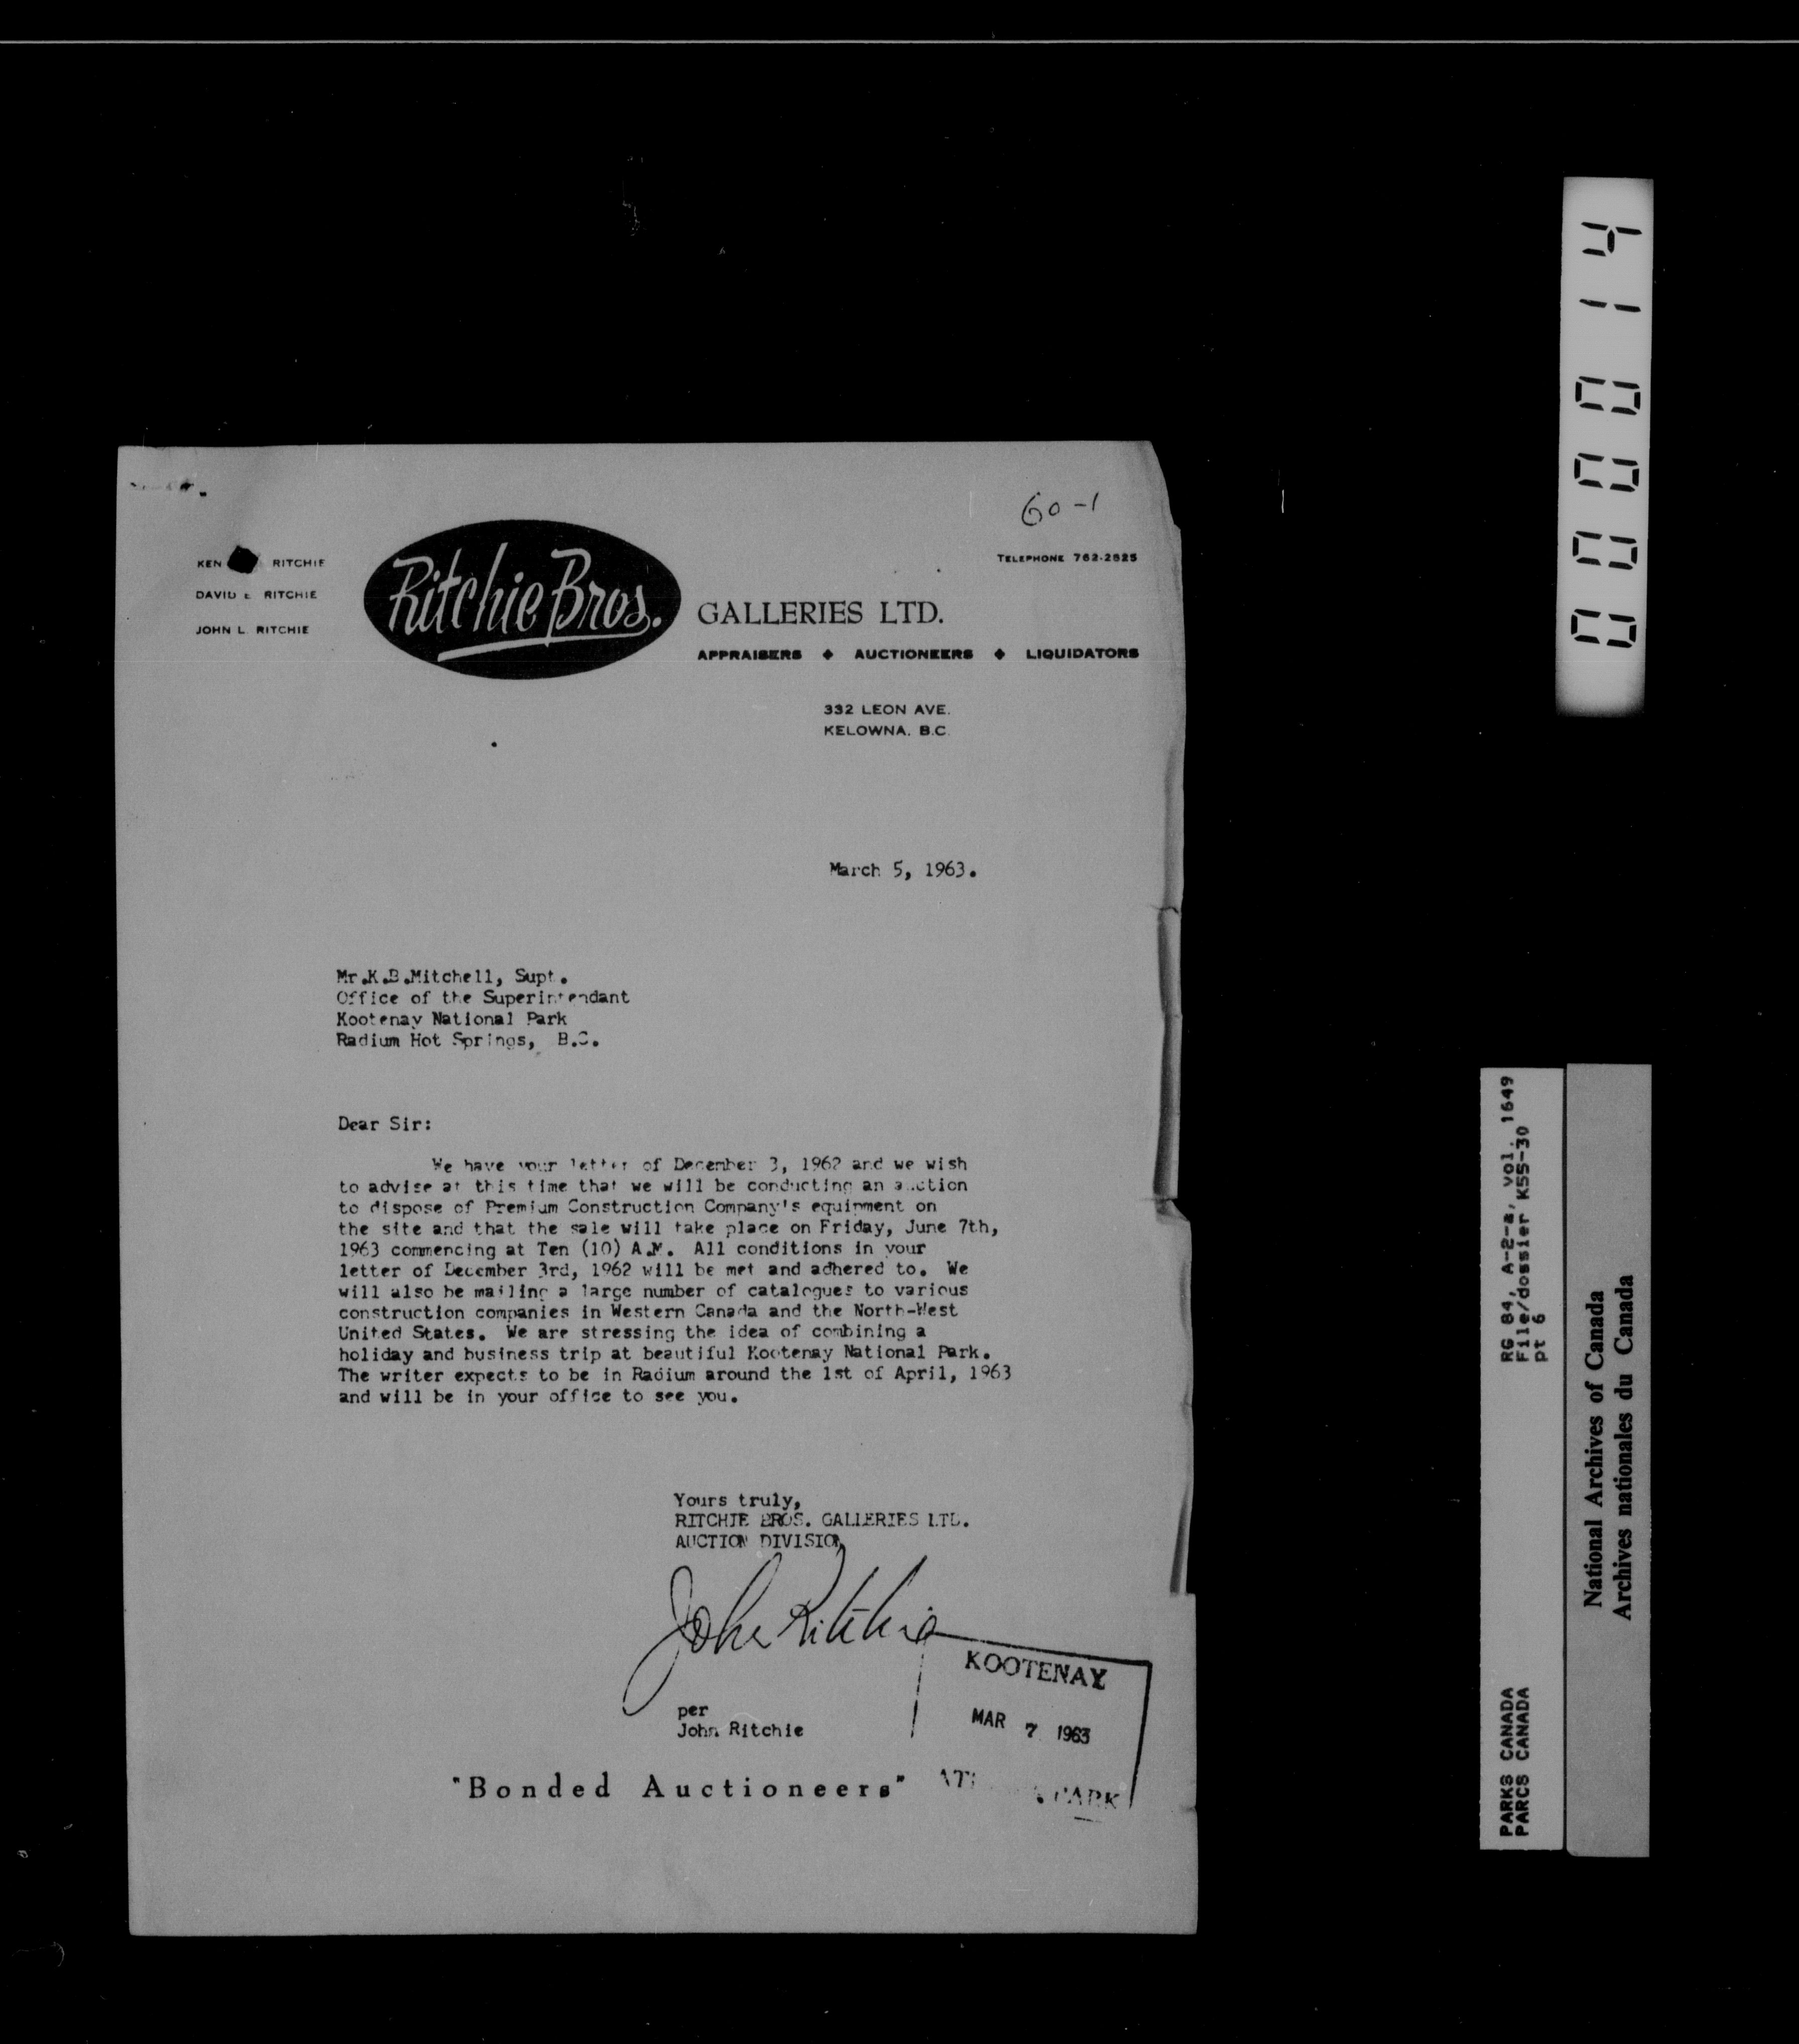 60-1
KEN RITCHIE
DAVID E RITCHIE
JOHN L. RITCHIE
Ritchie Bros.
GALLERIES LTD.
TELEPHONE 762-2825
APPRAISERS ◆ AUCTIONEERS ◆ LIQUIDATORS
332 LEON AVE.
KELOWNA, B.C.
March 5, 1963.
Mr.K.B.Mitchell, Supt.
Office of the Superintendant
Kootenay National Park
Radium Hot Springs, B.C.
Dear Sir:
We have your letter of December 3, 1962 and we wish
to advise at this time that we will be conducting an auction
to dispose of Premium Construction Company's equipment on
the site and that the sale will take place on Friday, June 7th,
1963 commencing at Ten (10) A.M. All conditions in your
letter of December 3rd, 1962 will be met and adhered to. We
will also be mailing a large number of catalogues to various
construction companies in Western Canada and the North-West
United States. We are stressing the idea of combining a
holiday and business trip at beautiful Kootenay National Park.
The writer expects to be in Radium around the 1st of April, 1963
and will be in your office to see you.
Yours truly,
RITCHIE BROS. GALLERIES LTD.
AUCTION DIVISION
John Ritchie
per
John Ritchie
"Bonded Auctioneers"
KOOTENAY
MAR 7 1963
PARK
000014
RG 84, A-2-a, vol. 1649
File/dossier K55-30
pt 6
PARKS CANADA
PARCS CANADA
National Archives of Canada
Archives nationales du Canada